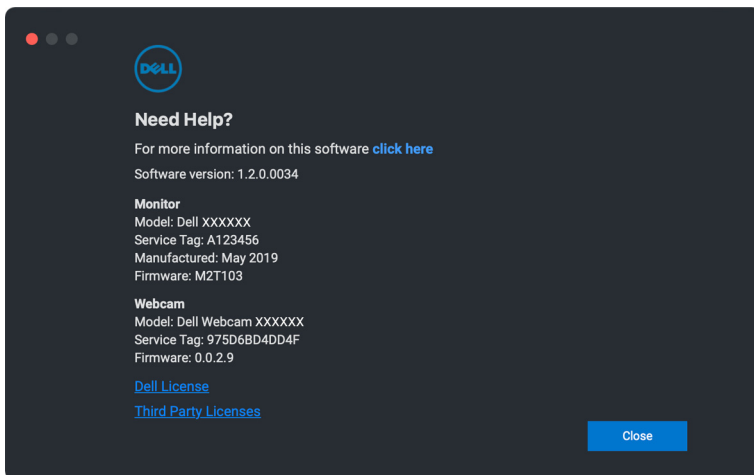 DELL
Need Help?
For more information on this software click here
Software version: 1.2.0.0034
Monitor
Model: Dell XXXXXX
Service Tag: A123456
Manufactured: May 2019
Firmware: M2T103
Webcam
Model: Dell Webcam XXXXXX
Service Tag: 975D6BD4DD4F
Firmware: 0.0.2.9
Dell License
Third Party Licenses
Close